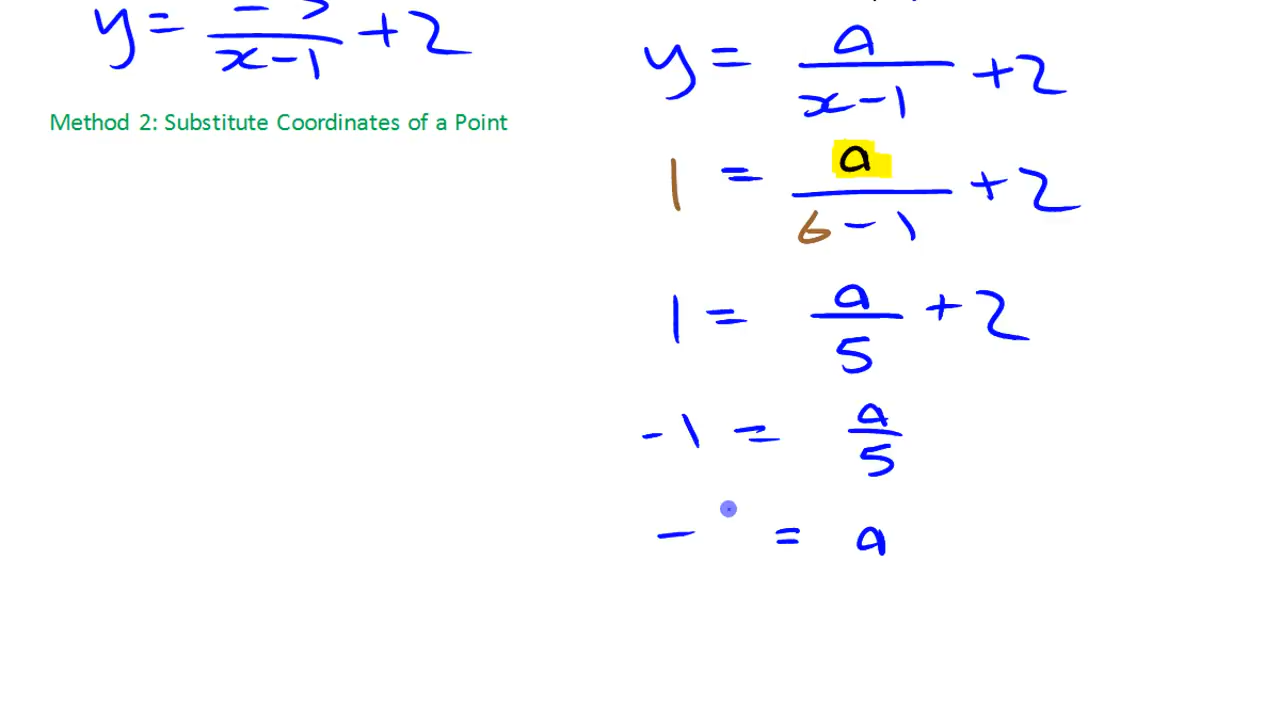 y = -5/(x-1) + 2
Method 2: Substitute Coordinates of a Point
y = a/(x-1) + 2
1 = a/(6-1) + 2
1 = a/5 + 2
-1 = a/5
- = a